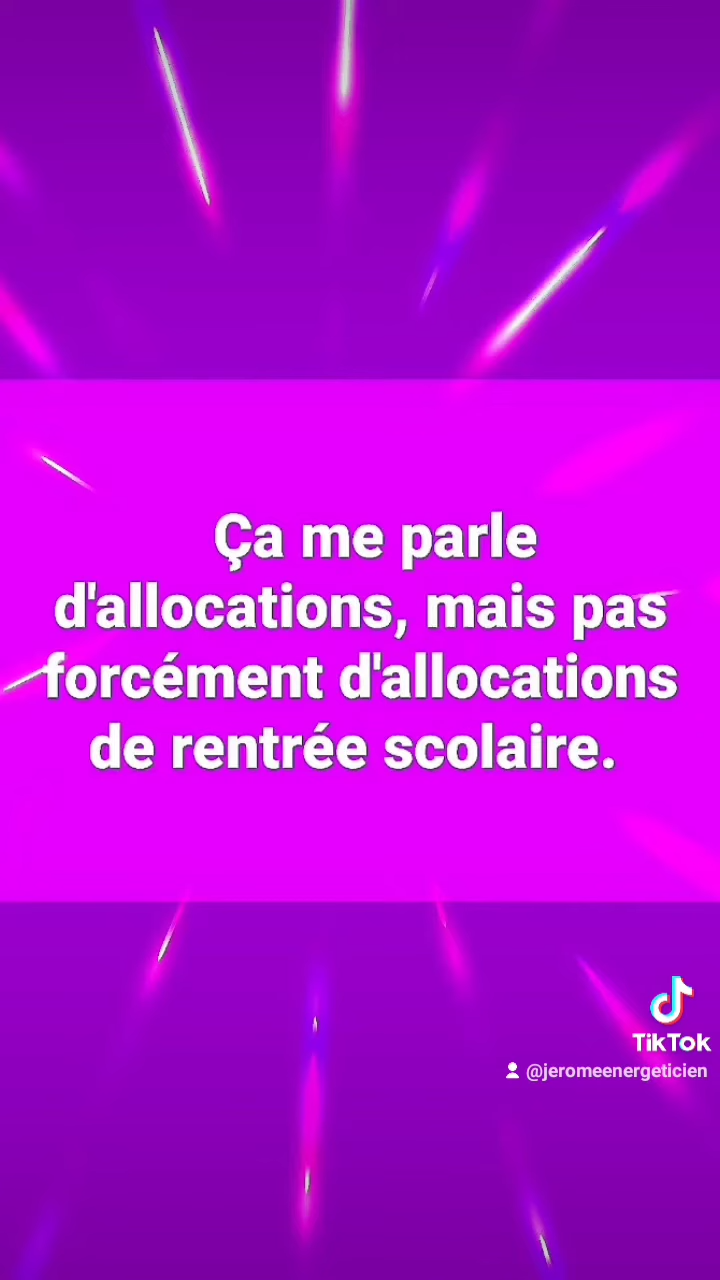 Ça me parle
d'allocations, mais pas
forcément d'allocations
de rentrée scolaire.
TikTok
@jeromeenergeticien